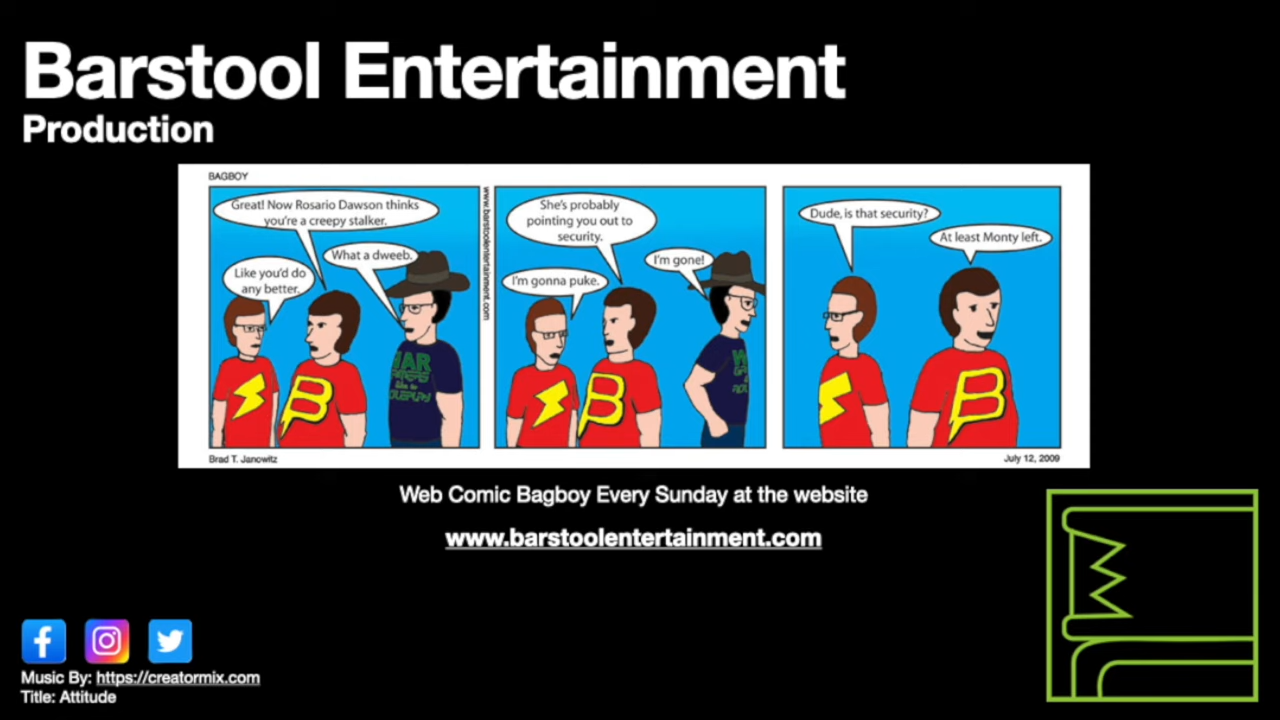 Barstool Entertainment
Production
BAGBOY
Great! Now Rosario Dawson thinks
you're a creepy stalker.
What a dweeb.
Like you'd do
any better.
www.barstoolentertainment.com
She's probably
pointing you out to
security.
I'm gonna puke.
I'm gone!
Dude, is that security?
At least Monty left.
B
B
B
Brad T. Janowitz
July 12, 2009
Web Comic Bagboy Every Sunday at the website
www.barstoolentertainment.com
Music By: https://creatormix.com
Title: Attitude